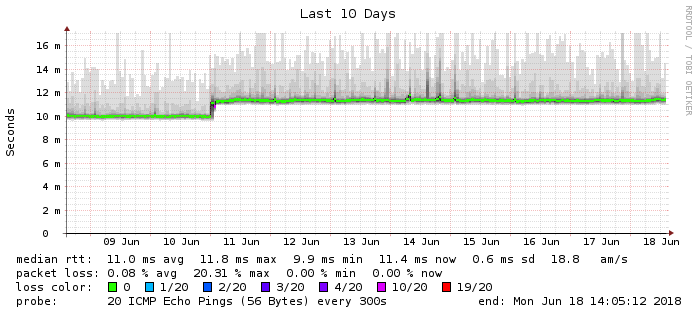 Last 10 Days
RRDTOOL / TOBI OETIKER
Seconds
16 m
14 m
12 m
10 m
8 m
6 m
4 m
2 m
0
09 Jun 10 Jun 11 Jun 12 Jun 13 Jun 14 Jun 15 Jun 16 Jun 17 Jun 18 Jun
median rtt: 11.0 ms avg 11.8 ms max 9.9 ms min 11.4 ms now 0.6 ms sd 18.8 am/s
packet loss: 0.08 % avg 20.31 % max 0.00 % min 0.00 % now
loss color: 0 1/20 2/20 3/20 4/20 10/20 19/20
probe: 20 ICMP Echo Pings (56 Bytes) every 300s end: Mon Jun 18 14:05:12 2018